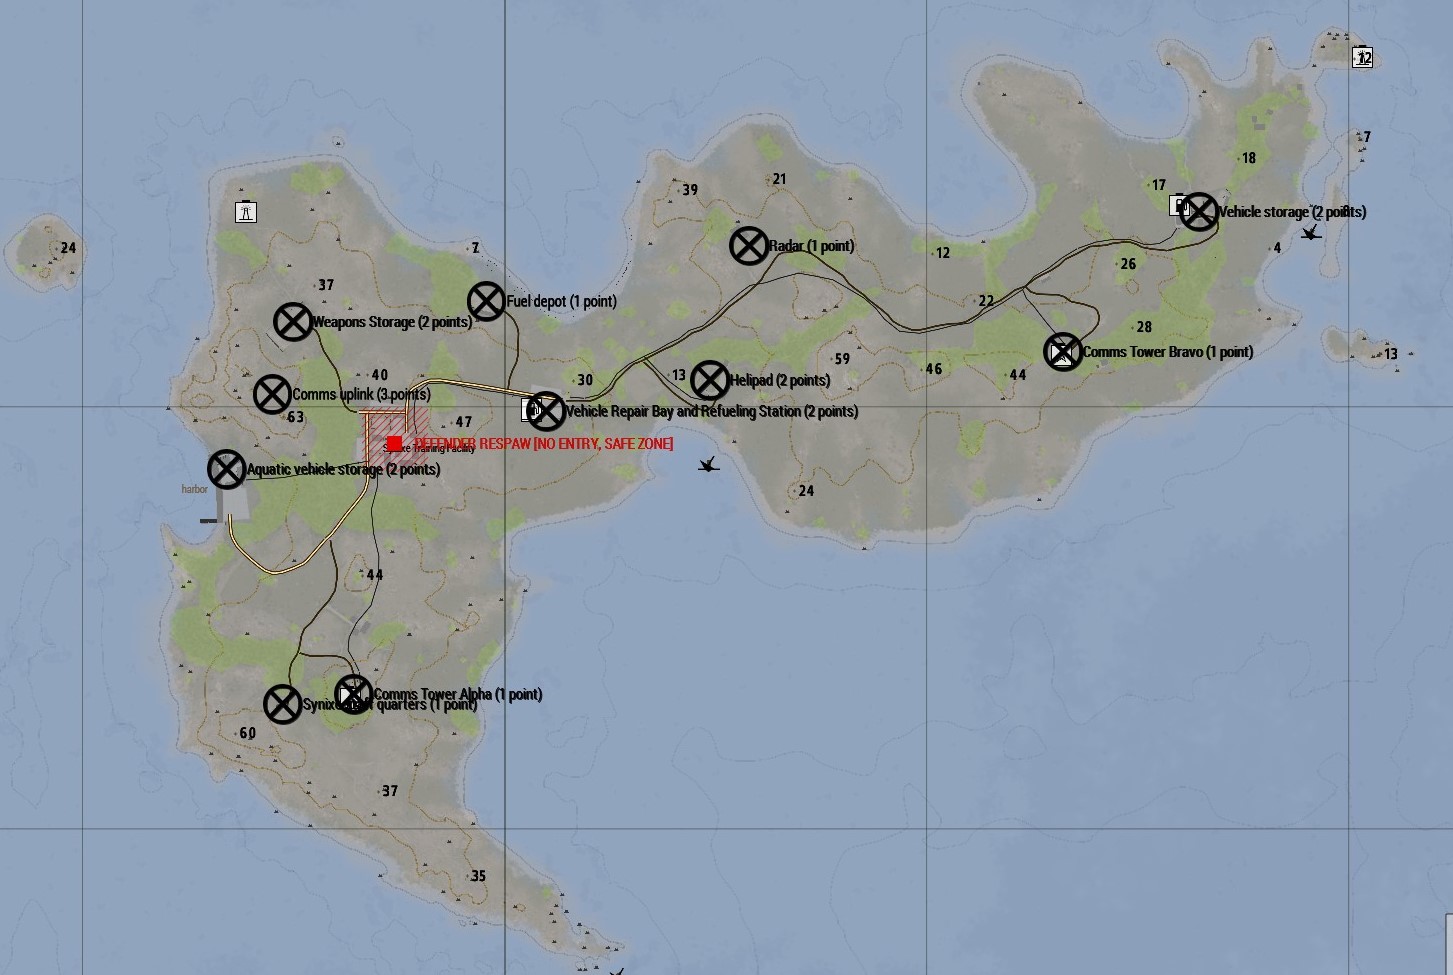 12
7
18
17
Vehicle storage (2 points)
39
21
24
7
Radar (1 point)
12
4
26
37
Fuel depot (1 point)
22
Weapons Storage (2 points)
28
Comms Tower Bravo (1 point)
13
59
46
44
40
30
13
Helipad (2 points)
Comms uplink (3 points)
63
47
Vehicle Repair Bay and Refueling Station (2 points)
DEFENDER RESPAW [NO ENTRY, SAFE ZONE]
Training Facility
Aquatic vehicle storage (2 points)
harbor
24
44
Comms Tower Alpha (1 point)
quarters (1 point)
60
37
35